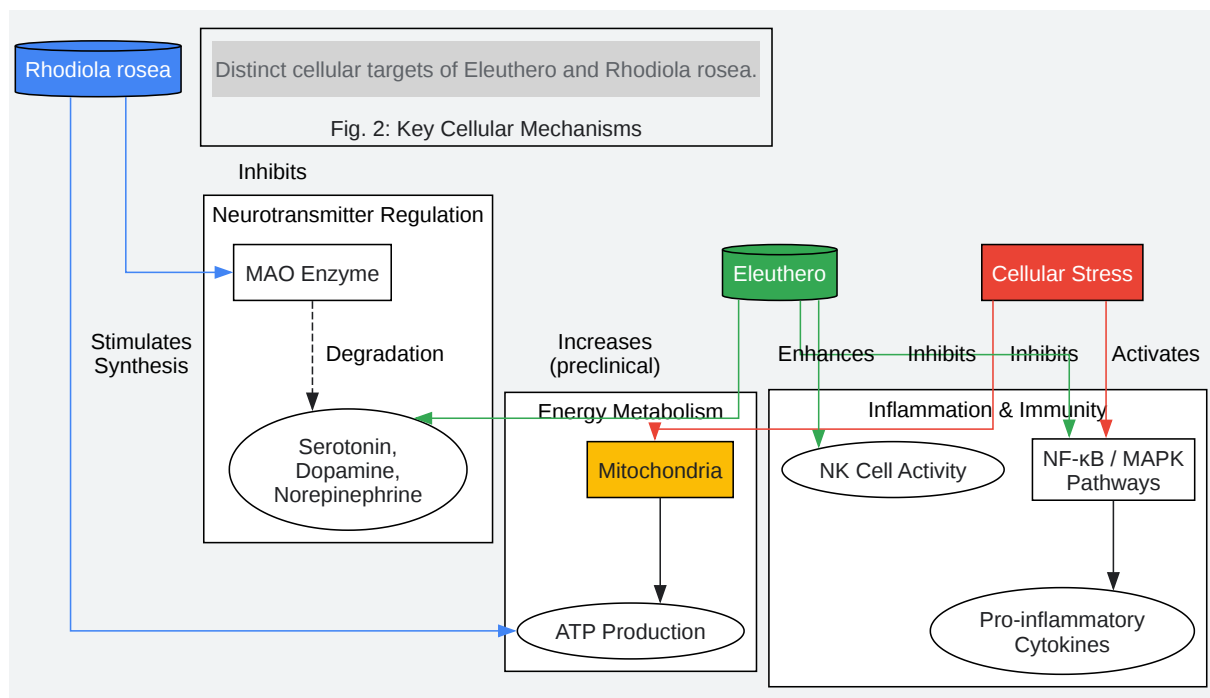 Rhodiola rosea
Distinct cellular targets of Eleuthero and Rhodiola rosea.
Fig. 2: Key Cellular Mechanisms
Inhibits
Neurotransmitter Regulation
MAO Enzyme
Eleuthero
Cellular Stress
Stimulates
Synthesis
Degradation
Increases
(preclinical)
Enhances
Inhibits
Inhibits
Activates
Energy Metabolism
Inflammation & Immunity
Serotonin,
Dopamine,
Norepinephrine
Mitochondria
NK Cell Activity
NF-κB / MAPK
Pathways
ATP Production
Pro-inflammatory
Cytokines